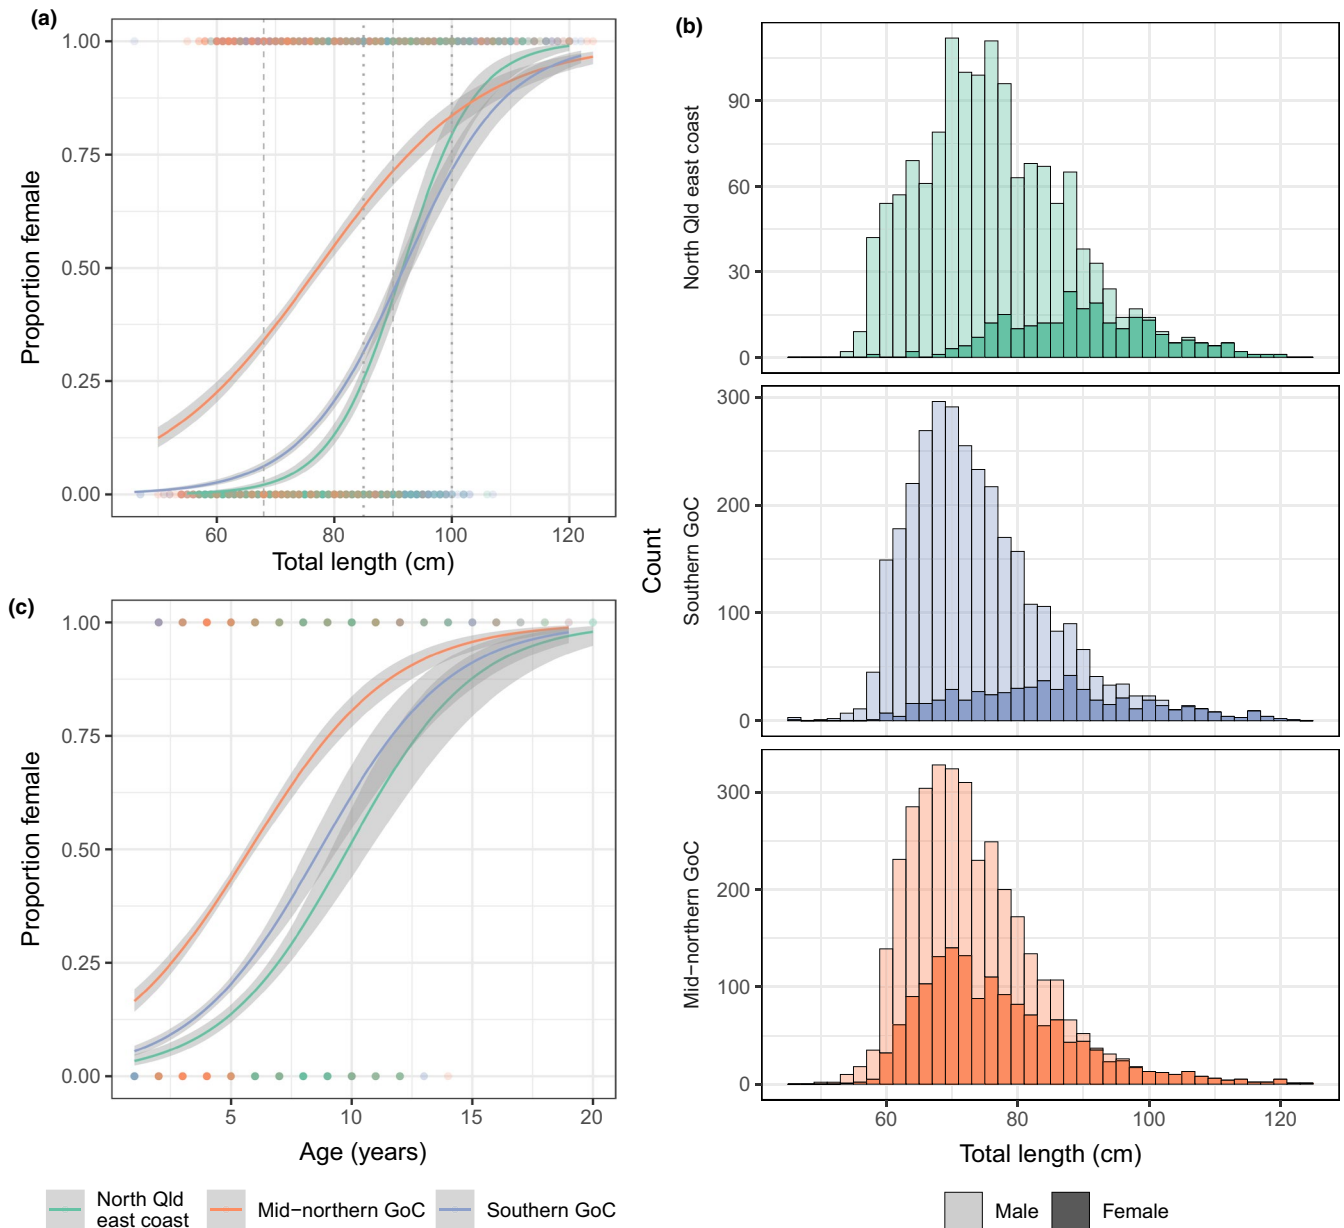 (a)
1.00
0.75
0.50
0.25
0.00
Proportion female
60
80
100
120
Total length (cm)
(b)
North Qld east coast
90
60
30
0
Count
Southern GoC
300
200
100
0
Mid−northern GoC
300
200
100
0
60
80
100
120
Total length (cm)
(c)
1.00
0.75
0.50
0.25
0.00
Proportion female
5
10
15
20
Age (years)
North Qld
east coast
Mid−northern GoC
Southern GoC
Male
Female